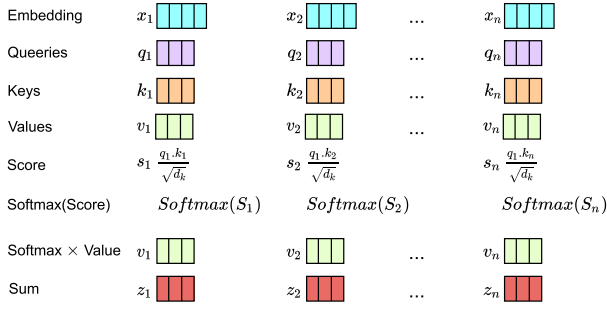 Embedding x₁ x₂ ... xₙ
Queeries q₁ q₂ ... qₙ
Keys k₁ k₂ ... kₙ
Values v₁ v₂ ... vₙ
Score s₁ q₁.k₁/√dₖ s₂ q₁.k₂/√dₖ sₙ q₁.kₙ/√dₖ
Softmax(Score) Softmax(S₁) Softmax(S₂) Softmax(Sₙ)
Softmax × Value v₁ v₂ ... vₙ
Sum z₁ z₂ ... zₙ